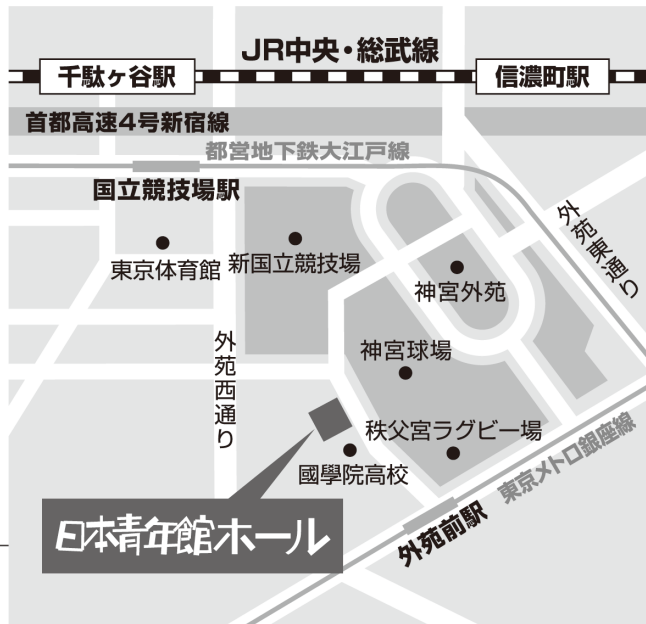 JR中央・総武線
千駄ヶ谷駅
信濃町駅
首都高速4号新宿線
都営地下鉄大江戸線
国立競技場駅
外苑東通り
東京体育館
新国立競技場
神宮外苑
外苑西通り
神宮球場
秩父宮ラグビー場
國學院高校
東京メトロ銀座線
日本青年館ホール
外苑前駅